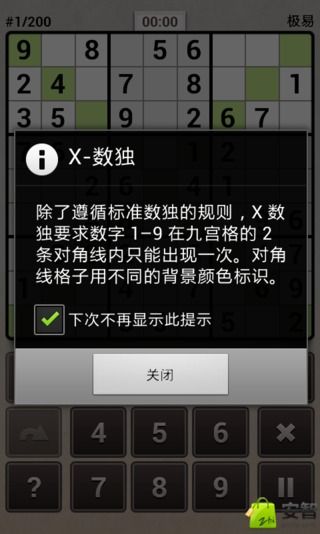 #1/200 00:00 极易
9 8 5 6
2 4 7 8 1
3 5 9 2 6 7
X-数独
除了遵循标准数独的规则，X 数
独要求数字 1–9 在九宫格的 2
条对角线内只能出现一次。对角
线格子用不同的背景颜色标识。
下次不再显示此提示
关闭
4 5 6
? 7 8 9
安智